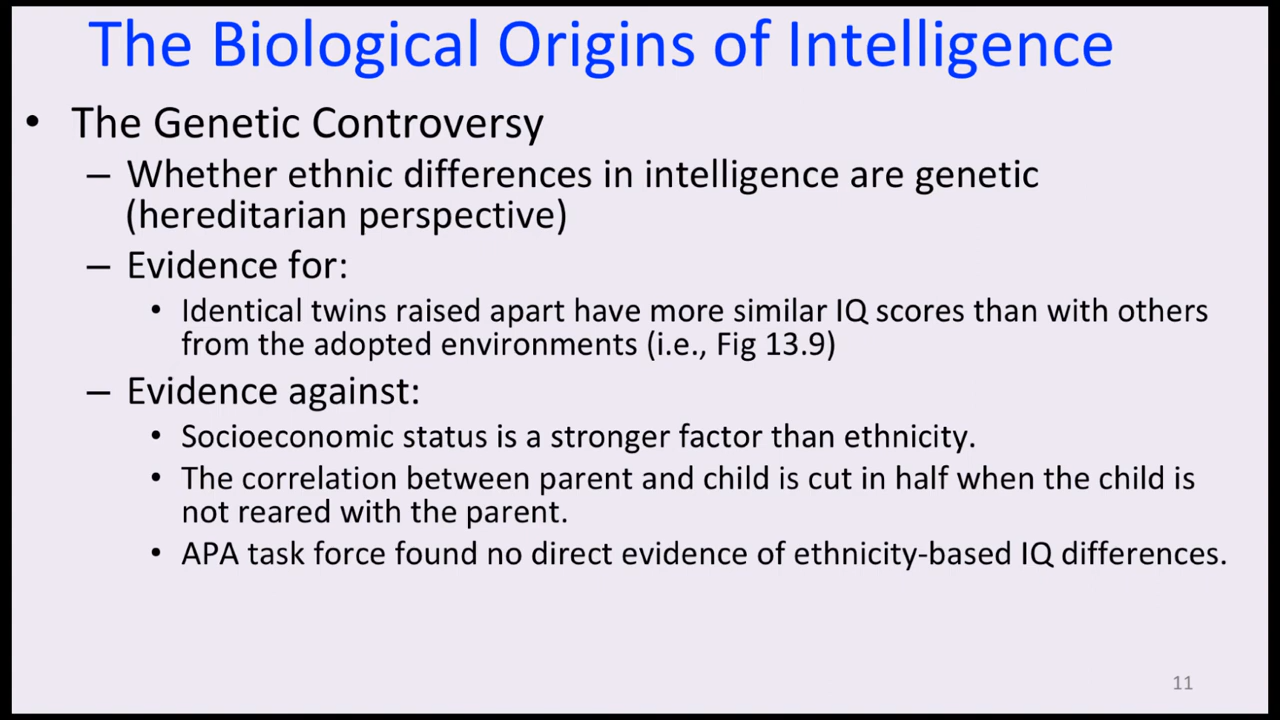 The Biological Origins of Intelligence
• The Genetic Controversy
– Whether ethnic differences in intelligence are genetic
(hereditarian perspective)
– Evidence for:
• Identical twins raised apart have more similar IQ scores than with others
from the adopted environments (i.e., Fig 13.9)
– Evidence against:
• Socioeconomic status is a stronger factor than ethnicity.
• The correlation between parent and child is cut in half when the child is
not reared with the parent.
• APA task force found no direct evidence of ethnicity-based IQ differences.
11